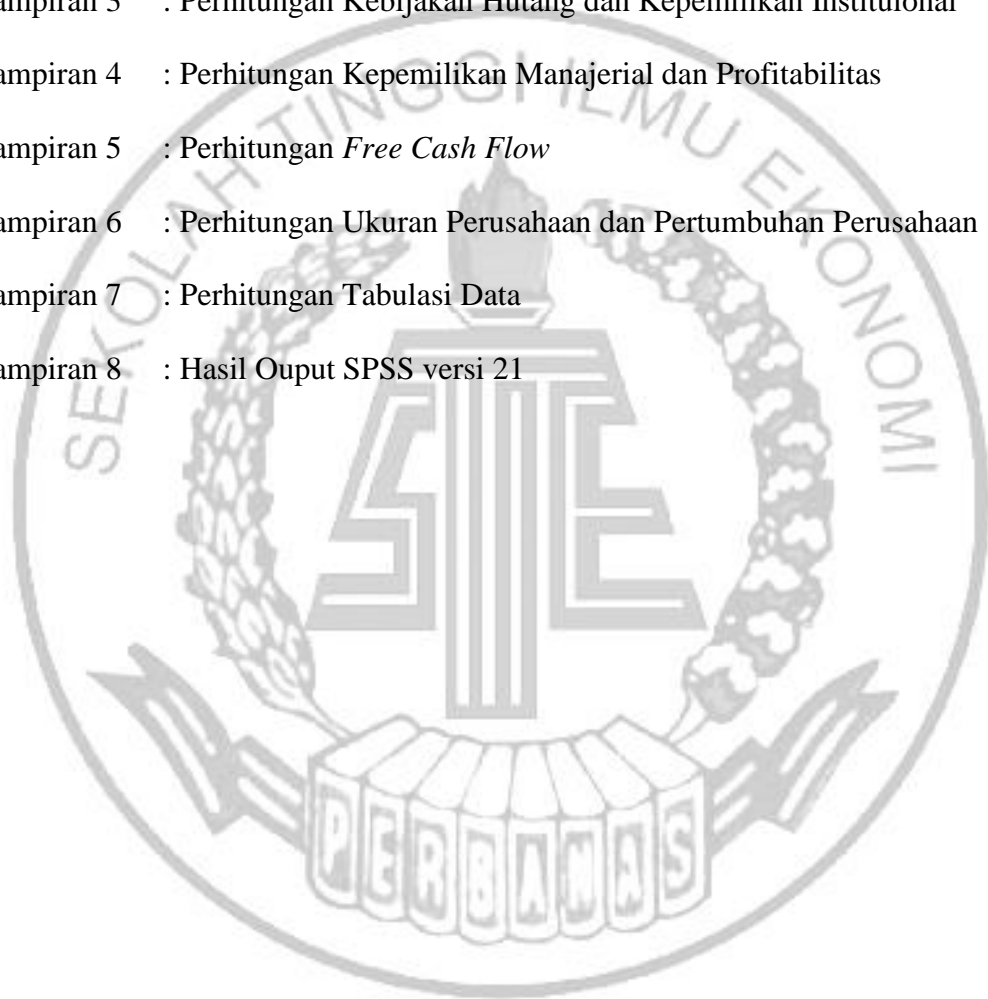 ampiran 3 : Perhitungan Kebijakan Hutang dan Kepemilikan Institutonal
ampiran 4 : Perhitungan Kepemilikan Manajerial dan Profitabilitas
ampiran 5 : Perhitungan Free Cash Flow
ampiran 6 : Perhitungan Ukuran Perusahaan dan Pertumbuhan Perusahaan
ampiran 7 : Perhitungan Tabulasi Data
ampiran 8 : Hasil Ouput SPSS versi 21
SEKOLAH TINGGI ILMU EKONOMI
STIE
PERBANAS